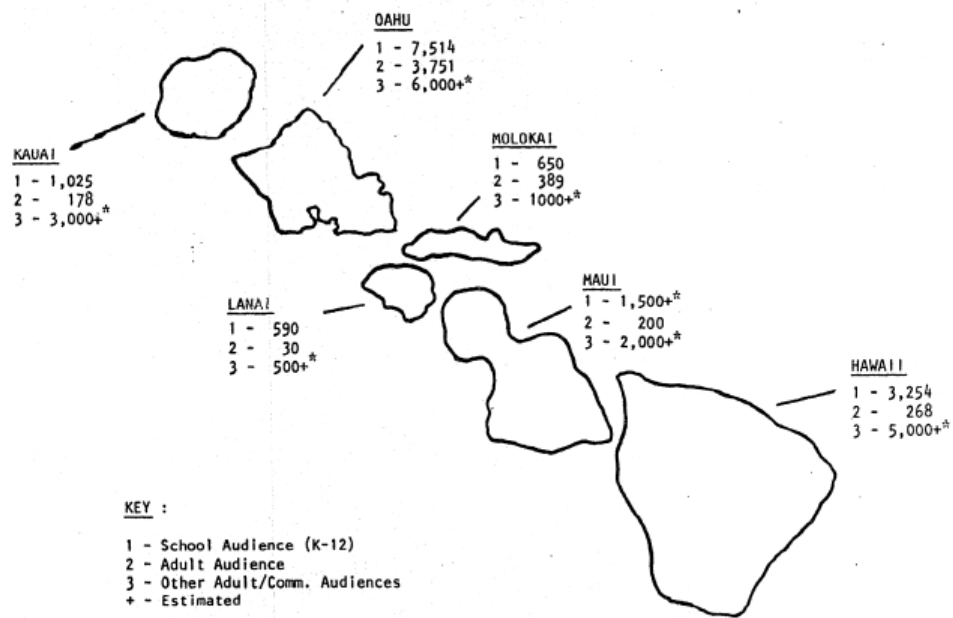 OAHU
1 - 7,514
2 - 3,751
3 - 6,000+*
KAUAI
1 - 1,025
2 - 178
3 - 3,000+*
MOLOKAI
1 - 650
2 - 389
3 - 1000+*
LANAI
1 - 590
2 - 30
3 - 500+*
MAUI
1 - 1,500+*
2 - 200
3 - 2,000+*
HAWAII
1 - 3,254
2 - 268
3 - 5,000+*
KEY :
1 - School Audience (K-12)
2 - Adult Audience
3 - Other Adult/Comm. Audiences
+ - Estimated